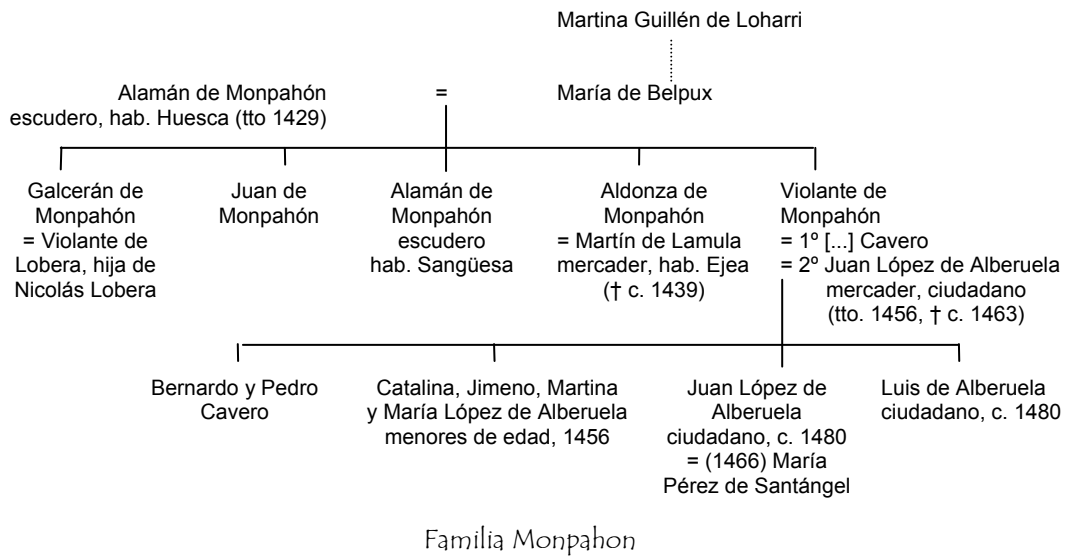 Martina Guillén de Loharri
Alamán de Monpahón
escudero, hab. Huesca (tto 1429)
=
María de Belpux
Galcerán de
Monpahón
= Violante de
Lobera, hija de
Nicolás Lobera
Juan de
Monpahón
Alamán de
Monpahón
escudero
hab. Sangüesa
Aldonza de
Monpahón
= Martín de Lamula
mercader, hab. Ejea
(† c. 1439)
Violante de
Monpahón
= 1º [...] Cavero
= 2º Juan López de Alberuela
mercader, ciudadano
(tto. 1456, † c. 1463)
Bernardo y Pedro
Cavero
Catalina, Jimeno, Martina
y María López de Alberuela
menores de edad, 1456
Juan López de
Alberuela
ciudadano, c. 1480
= (1466) María
Pérez de Santángel
Luis de Alberuela
ciudadano, c. 1480
Familia Monpahon